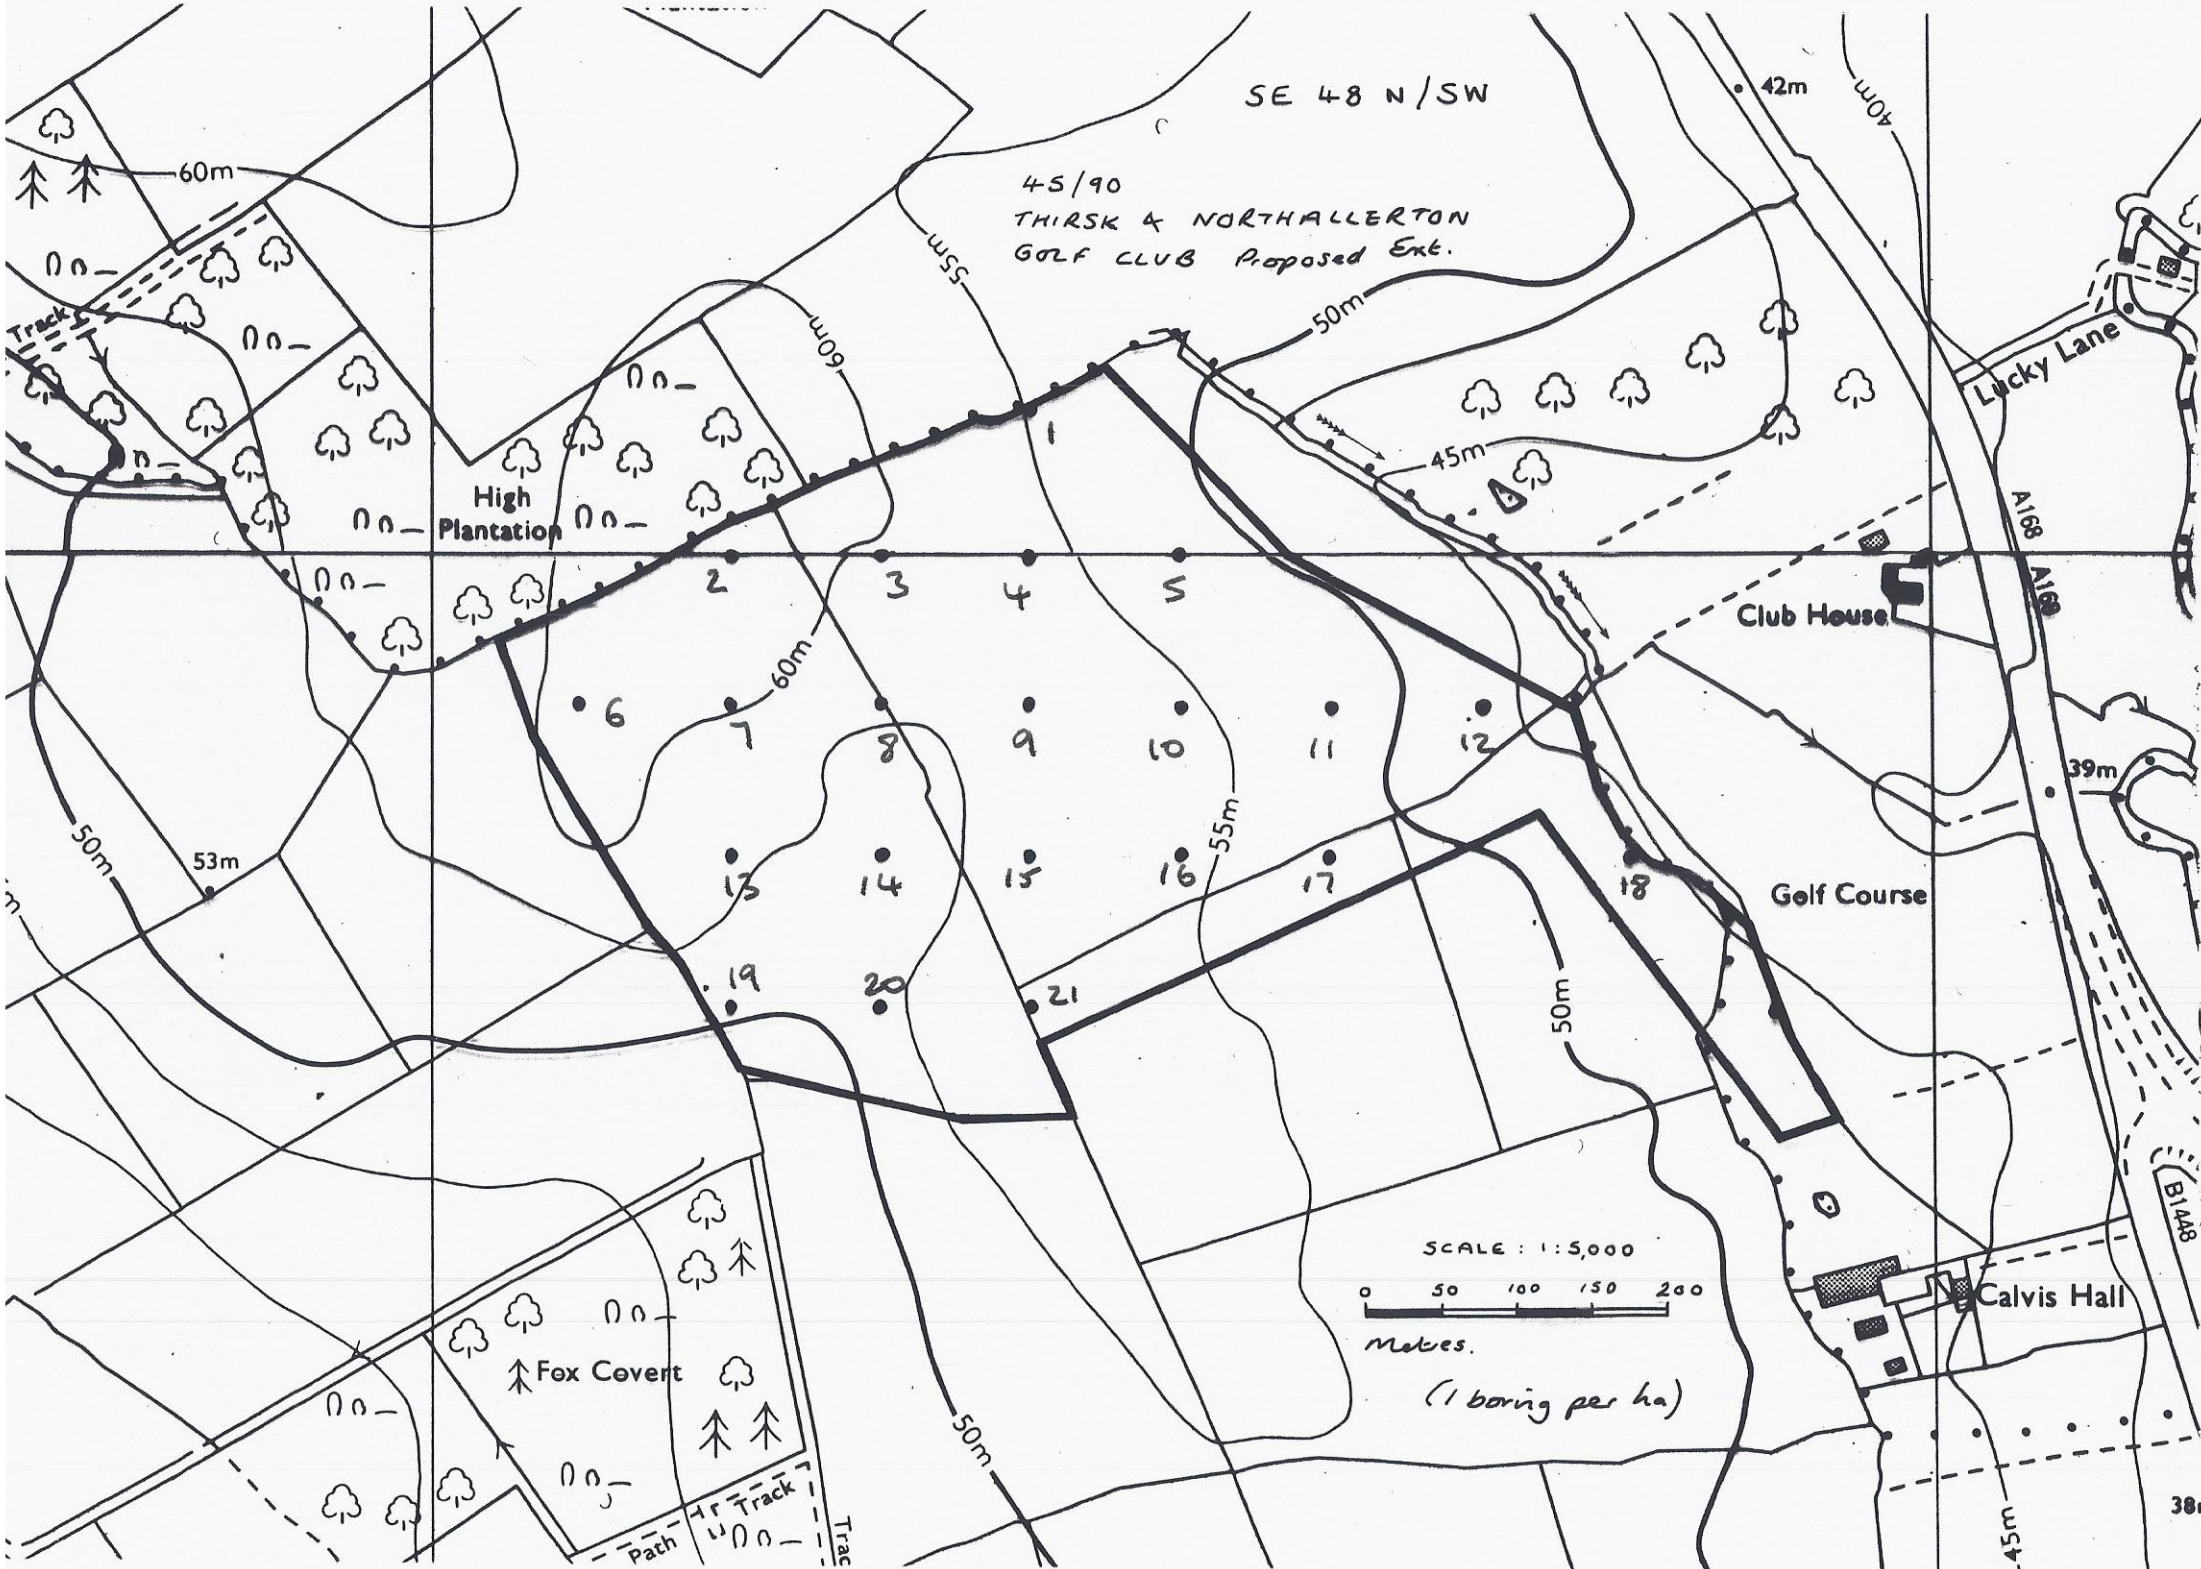 SE 48 N/SW
42m
40m
60m
45/90
THIRSK & NORTHALLERTON
GOLF CLUB Proposed Ext.
55m
50m
60m
Track
Lucky Lane
1
45m
High
Plantation
A168
A168
2
3
4
5
Club House
60m
6
7
8
9
10
11
12
39m
50m
53m
55m
13
14
15
16
17
18
Golf Course
19
20
21
50m
B1448
SCALE : 1:5,000
0 50 100 150 200
Metres.
Calvis Hall
Fox Covert
(1 boring per ha)
50m
Track
Path
Trac
38m
45m